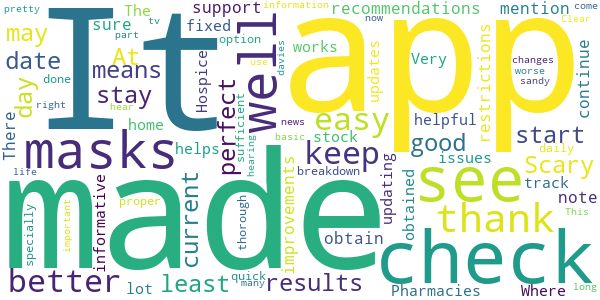 pretty
tv
part
The
sure
may
At
date
means
day
stay
done
right
hear
home
There
life
It
support
fixed
option
works
Hospice
well
use
information
now
davies
recommendations
mention
Very
updates
restrictions
come
Clear
changes
worse
sandy
continue
app
masks
helps
perfect
sufficient
hearing
news
basic
stock
easy
helpful
good
issues
daily
start
keep
breakdown
obtained
see
track
Scary
This
note
made
specially
important
informative
proper
current
thorough
improvements
obtain
updating
thank
check
better
lot
least
quick
many
results
Pharmacies
Where
long